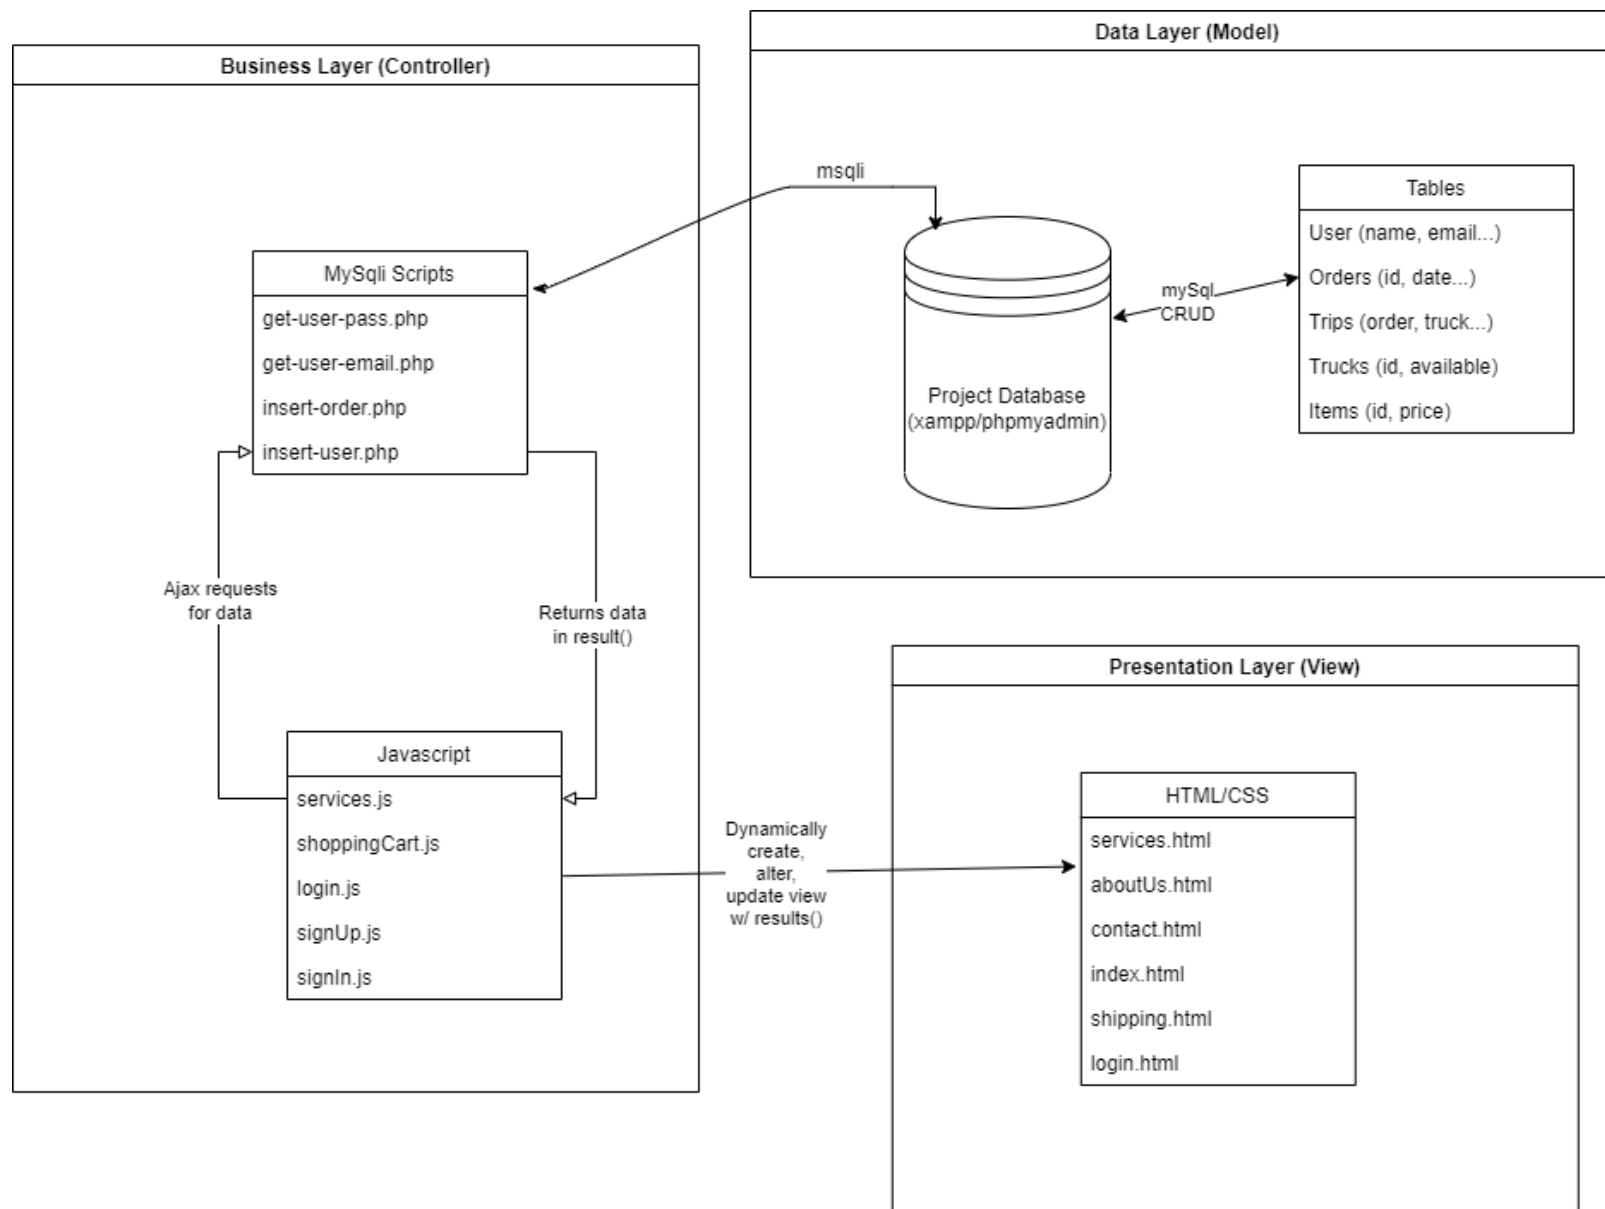 Business Layer (Controller)
MySqli Scripts
get-user-pass.php
get-user-email.php
insert-order.php
insert-user.php
Ajax requests
for data
Returns data
in result()
Javascript
services.js
shoppingCart.js
login.js
signUp.js
signIn.js
msqli
Data Layer (Model)
Project Database
(xampp/phpmyadmin)
mySql
CRUD
Tables
User (name, email...)
Orders (id, date...)
Trips (order, truck...)
Trucks (id, available)
Items (id, price)
Dynamically
create,
alter,
update view
w/ results()
Presentation Layer (View)
HTML/CSS
services.html
aboutUs.html
contact.html
index.html
shipping.html
login.html